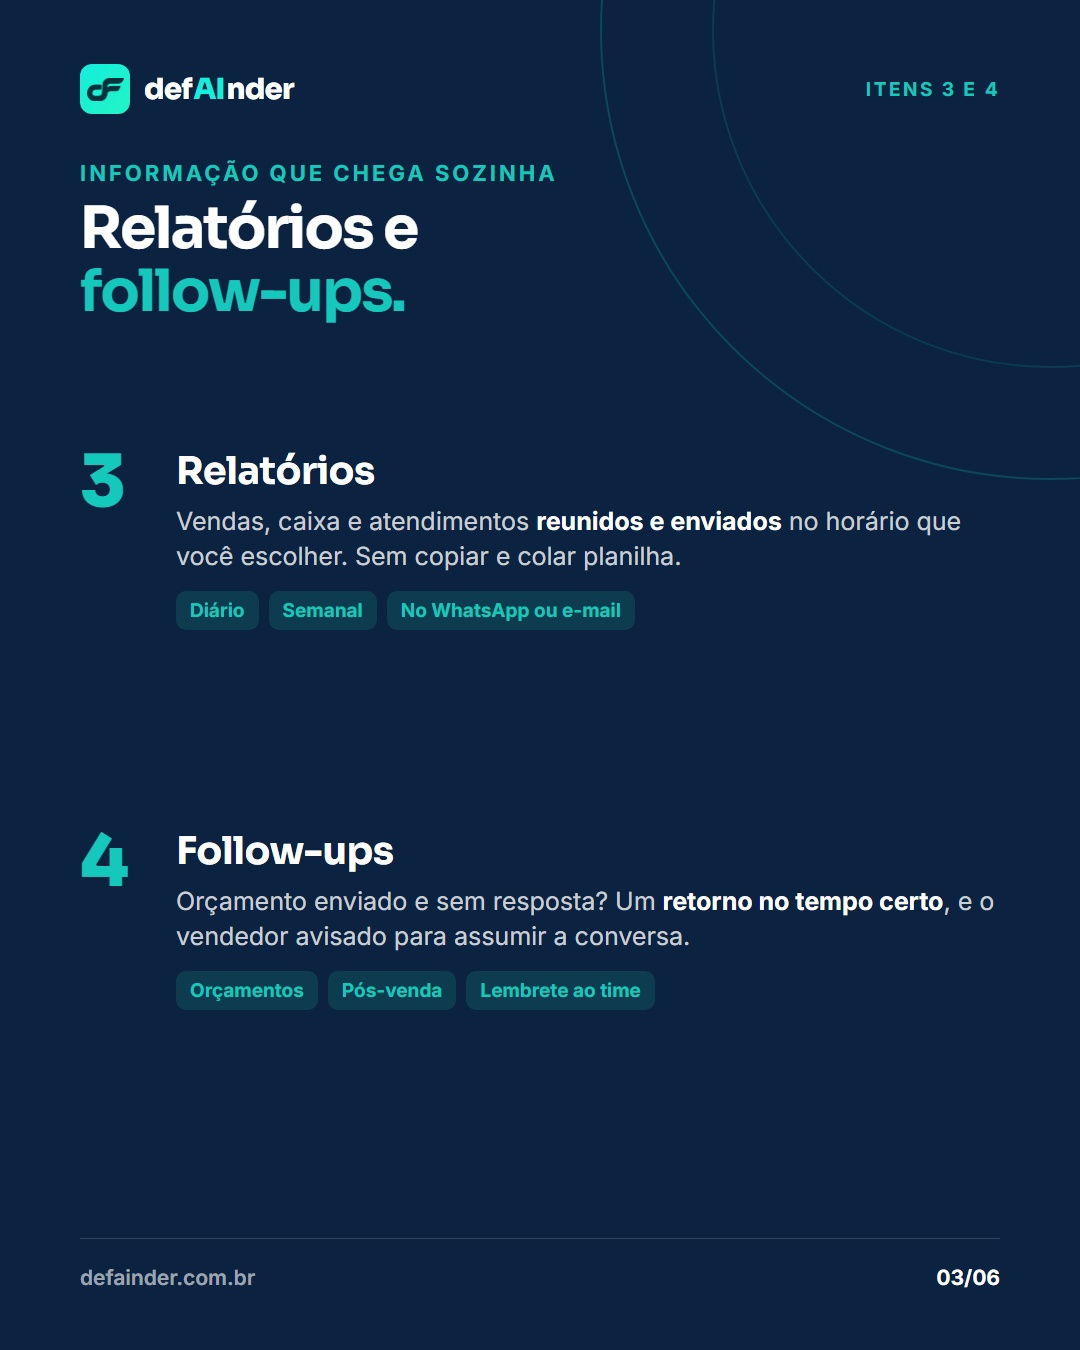 defAInder
ITENS 3 E 4
INFORMAÇÃO QUE CHEGA SOZINHA
Relatórios e
follow-ups.
3
Relatórios
Vendas, caixa e atendimentos reunidos e enviados no horário que
você escolher. Sem copiar e colar planilha.
Diário
Semanal
No WhatsApp ou e-mail
4
Follow-ups
Orçamento enviado e sem resposta? Um retorno no tempo certo, e o
vendedor avisado para assumir a conversa.
Orçamentos
Pós-venda
Lembrete ao time
defainder.com.br
03/06